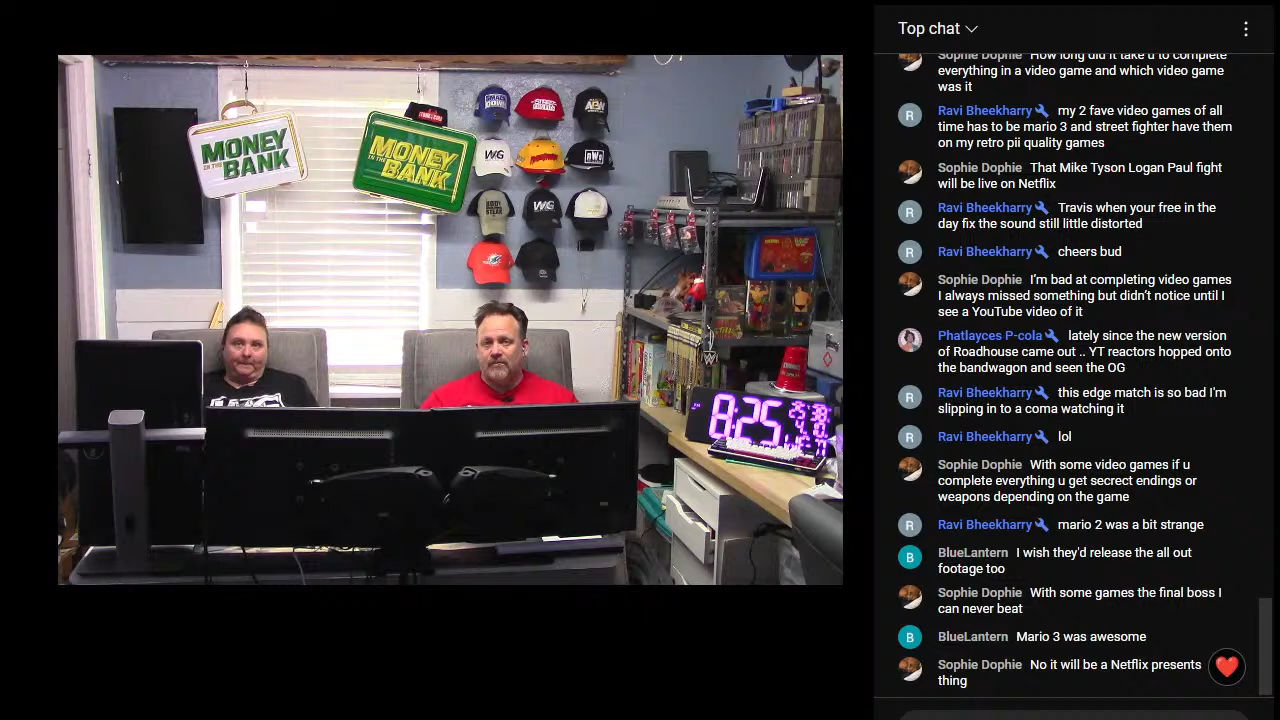 Top chat
Sophie Dophie How long did it take u to complete
everything in a video game and which video game
was it
R
Ravi Bheekharry my 2 fave video games of all
time has to be mario 3 and street fighter have them
on my retro pii quality games
Sophie Dophie That Mike Tyson Logan Paul fight
will be live on Netflix
R
Ravi Bheekharry Travis when your free in the
day fix the sound still little distorted
R
Ravi Bheekharry cheers bud
Sophie Dophie I'm bad at completing video games
I always missed something but didn't notice until I
see a YouTube video of it
Phatlayces P-cola lately since the new version
of Roadhouse came out .. YT reactors hopped onto
the bandwagon and seen the OG
R
Ravi Bheekharry this edge match is so bad I'm
slipping in to a coma watching it
R
Ravi Bheekharry lol
Sophie Dophie With some video games if u
complete everything u get secrect endings or
weapons depending on the game
R
Ravi Bheekharry mario 2 was a bit strange
B
BlueLantern I wish they'd release the all out
footage too
Sophie Dophie With some games the final boss I
can never beat
B
BlueLantern Mario 3 was awesome
Sophie Dophie No it will be a Netflix presents
thing
MONEY
IN THE
BANK
MONEY
IN THE
BANK
AEW
nWo
8:25